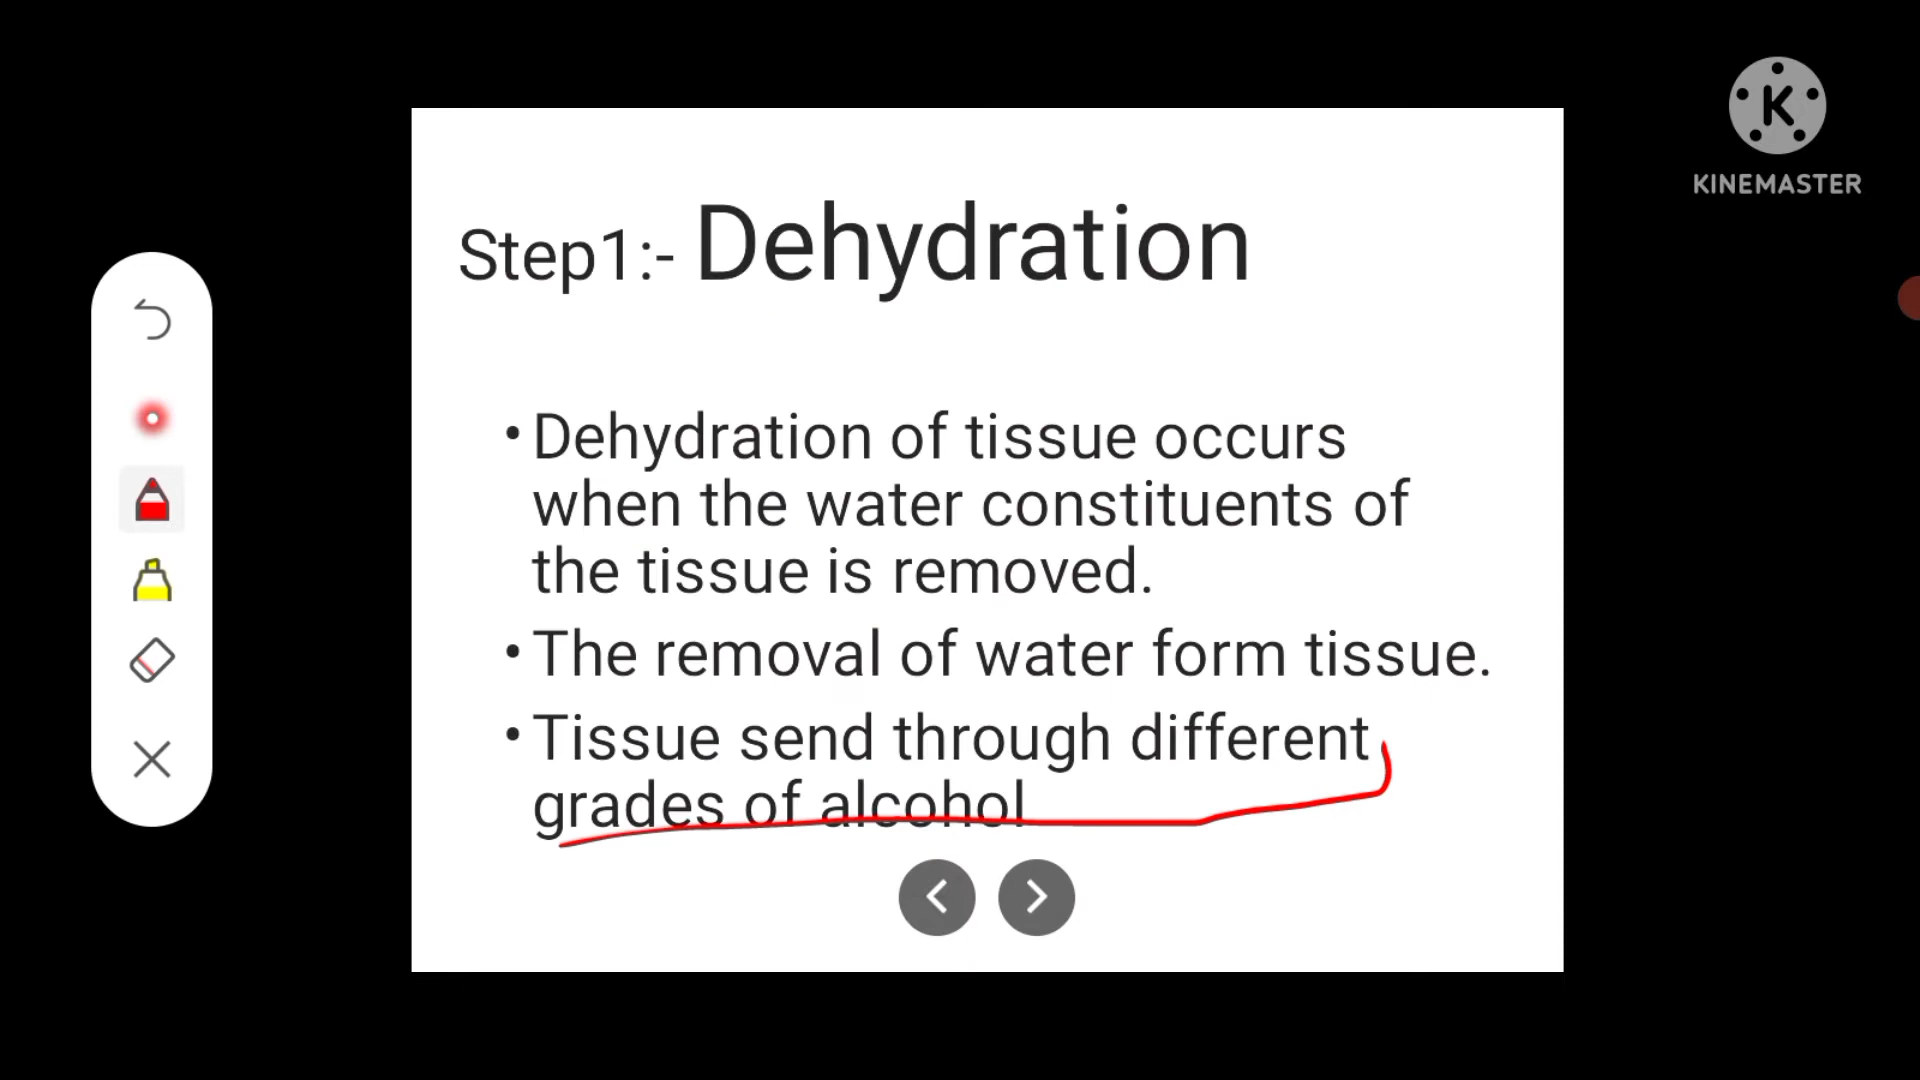 K
KINEMASTER
Step1:- Dehydration
• Dehydration of tissue occurs
when the water constituents of
the tissue is removed.
• The removal of water form tissue.
• Tissue send through different
grades of alcohol